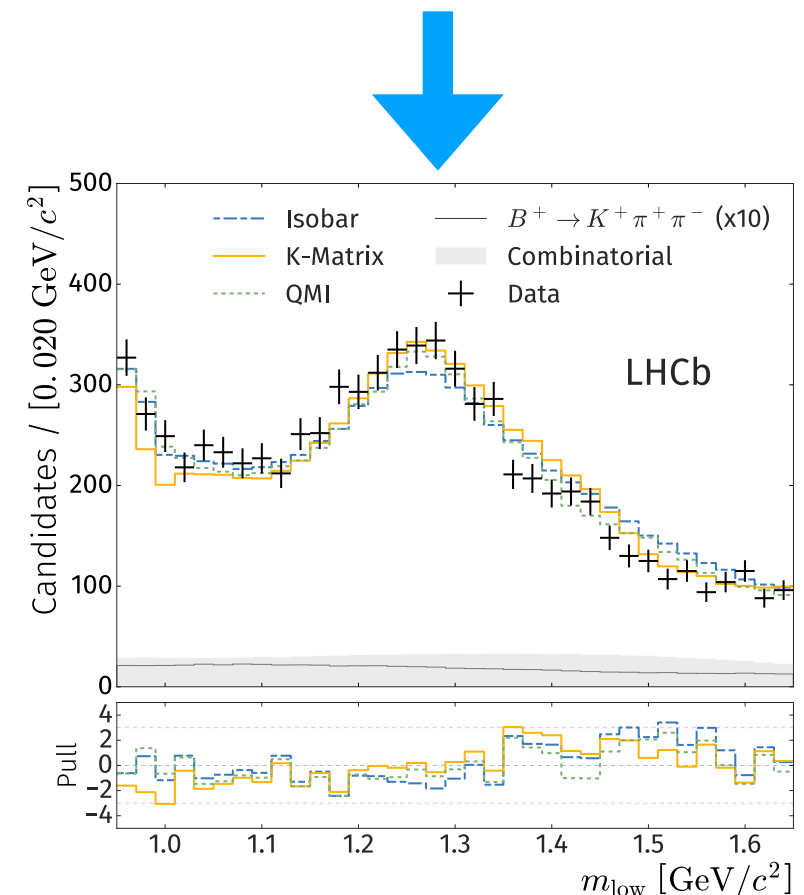 500
400
300
200
100
0
Candidates / [0.020 GeV/c²]
Isobar
K-Matrix
QMI
B⁺ → K⁺ π⁺ π⁻ (x10)
Combinatorial
Data
LHCb
4
2
0
−2
−4
Pull
1.0 1.1 1.2 1.3 1.4 1.5 1.6
m_low [GeV/c²]